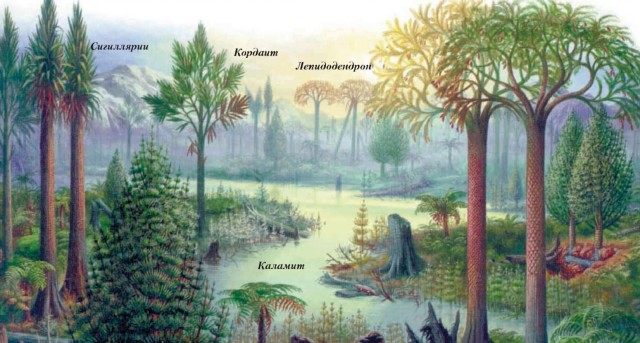 Сигиллярии
Кордаит
Лепидодендрон
Каламит